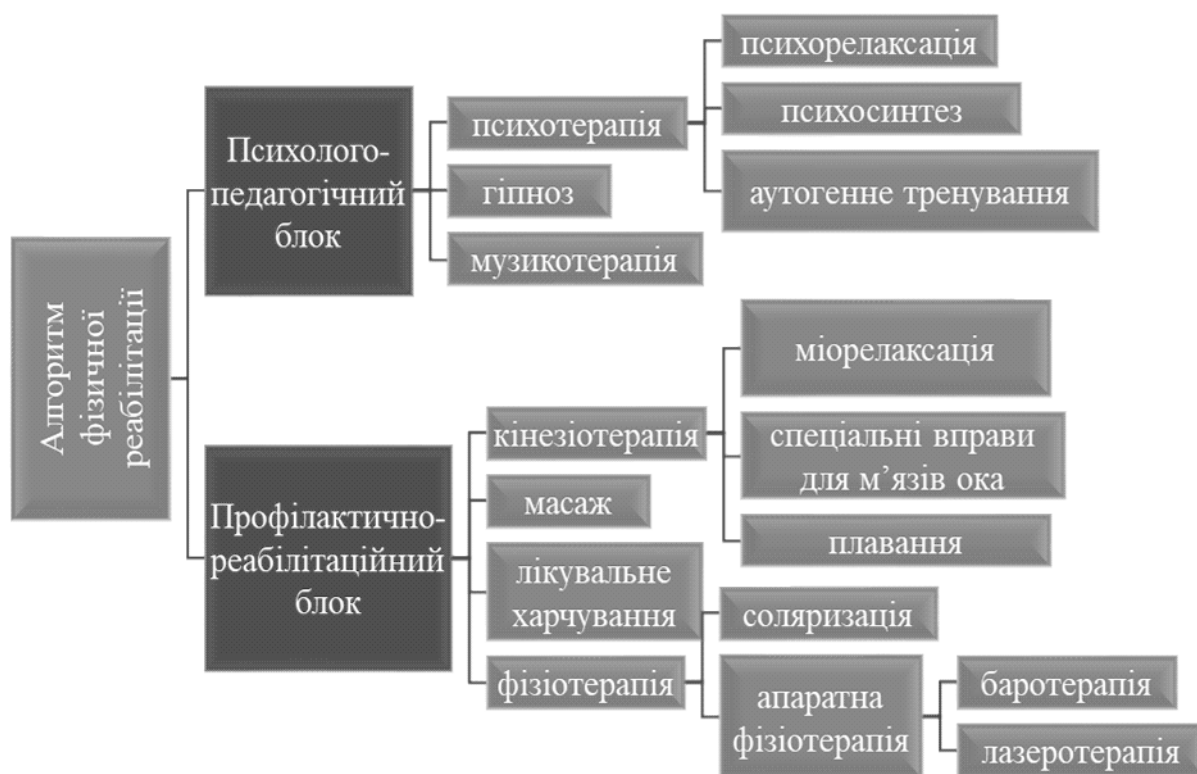 Алгоритм
фізичної
реабілітації
Психолого-
педагогічний
блок
психотерапія
гіпноз
музикотерапія
психорелаксація
психосинтез
аутогенне тренування
Профілактично-
реабілітаційний
блок
кінезіотерапія
масаж
лікувальне
харчування
фізіотерапія
міорелаксація
спеціальні вправи
для м’язів ока
плавання
соляризація
апаратна
фізіотерапія
баротерапія
лазеротерапія